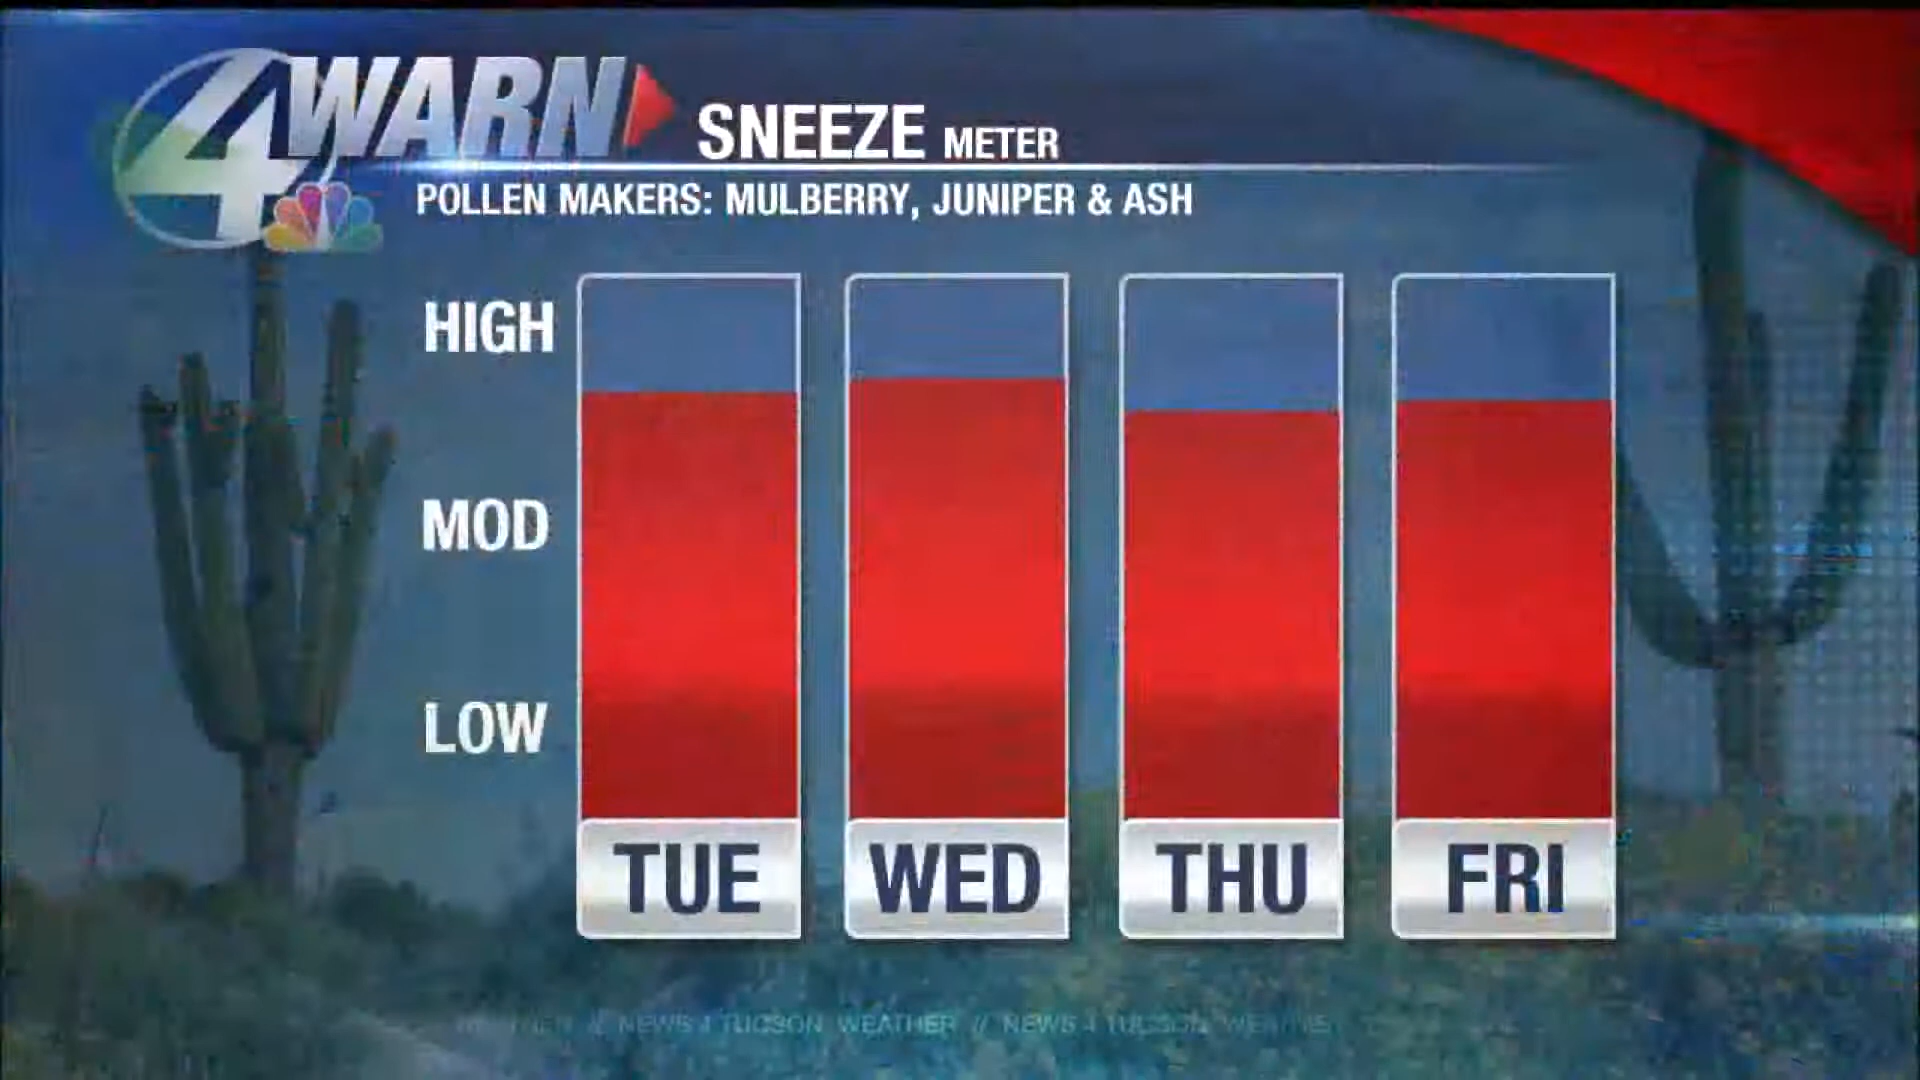 4WARN
SNEEZE METER
POLLEN MAKERS: MULBERRY, JUNIPER & ASH
HIGH
MOD
LOW
TUE WED THU FRI
// NEWS 4 TUCSON WEATHER // NEWS 4 TUCSON